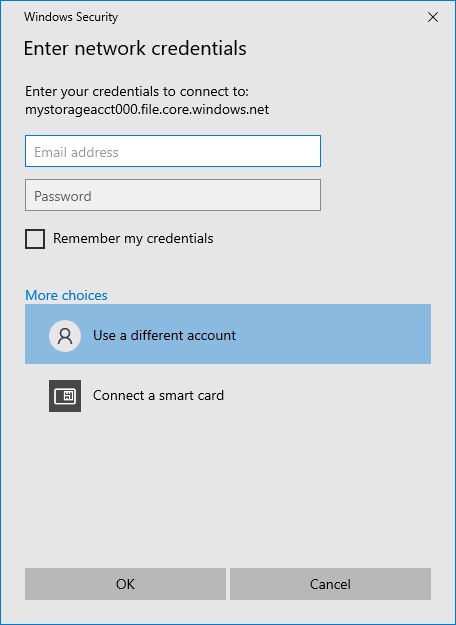 Windows Security
Enter network credentials
Enter your credentials to connect to:
mystorageacct000.file.core.windows.net
Email address
Password
Remember my credentials
More choices
Use a different account
Connect a smart card
OK
Cancel